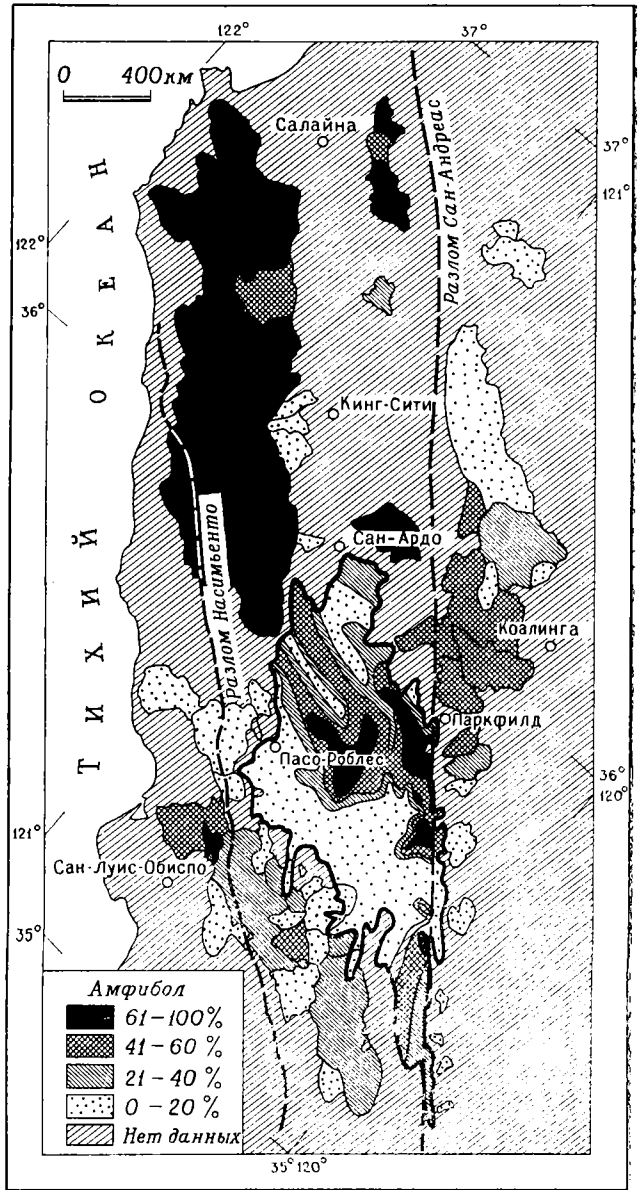 122°
37°
0 400км
Салайна
37°
121°
Разлом Сан-Андреас
122°
36°
ТИХИЙ ОКЕАН
Кинг-Сити
Сан-Ардо
Разлом Насимьенто
Коалинга
Паркфилд
Пасо-Роблес
36°
120°
121°
Сан-Луис-Обиспо
35°
Амфибол
61-100%
41-60 %
21-40 %
0-20 %
Нет данных
35° 120°